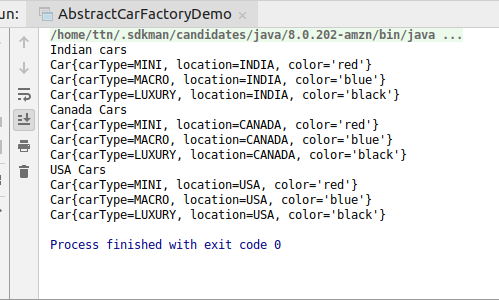 un: AbstractCarFactoryDemo
/home/ttn/.sdkman/candidates/java/8.0.202-amzn/bin/java ...
Indian cars
Car{carType=MINI, location=INDIA, color='red'}
Car{carType=MACRO, location=INDIA, color='blue'}
Car{carType=LUXURY, location=INDIA, color='black'}
Canada Cars
Car{carType=MINI, location=CANADA, color='red'}
Car{carType=MACRO, location=CANADA, color='blue'}
Car{carType=LUXURY, location=CANADA, color='black'}
USA Cars
Car{carType=MINI, location=USA, color='red'}
Car{carType=MACRO, location=USA, color='blue'}
Car{carType=LUXURY, location=USA, color='black'}
Process finished with exit code 0